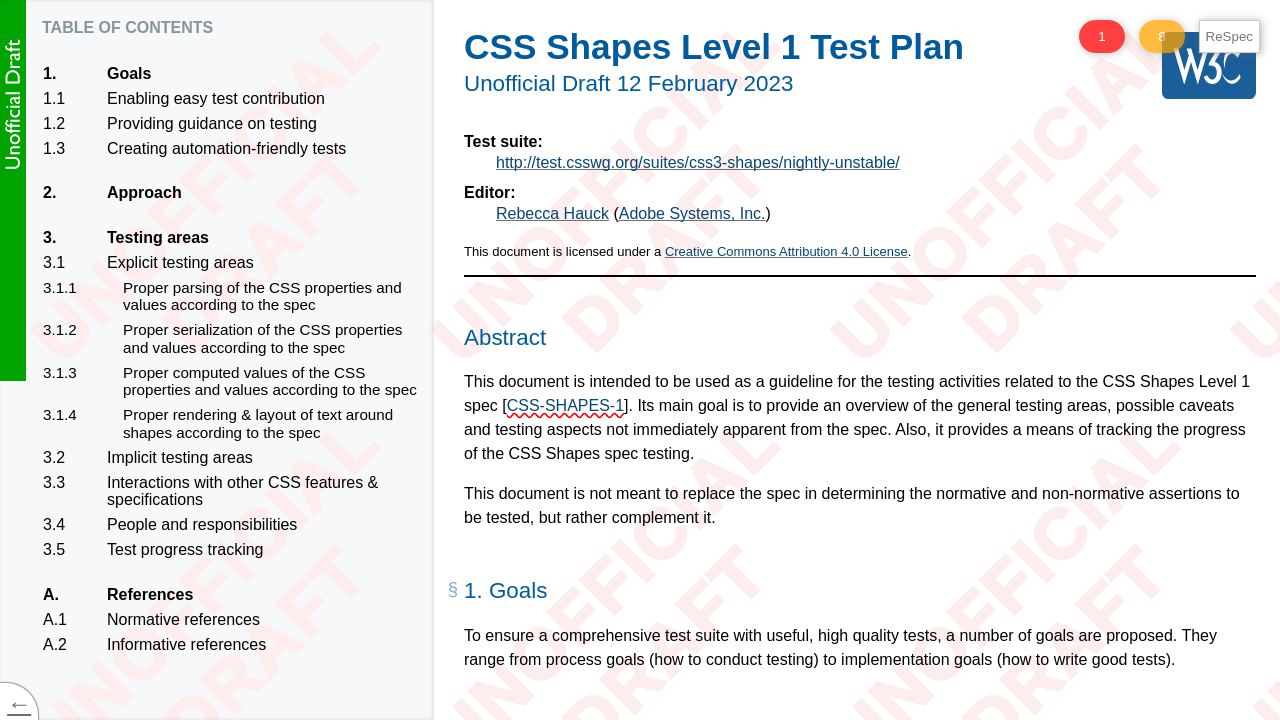 Unofficial Draft
TABLE OF CONTENTS
1. Goals
1.1 Enabling easy test contribution
1.2 Providing guidance on testing
1.3 Creating automation-friendly tests
2. Approach
3. Testing areas
3.1 Explicit testing areas
3.1.1 Proper parsing of the CSS properties and
values according to the spec
3.1.2 Proper serialization of the CSS properties
and values according to the spec
3.1.3 Proper computed values of the CSS
properties and values according to the spec
3.1.4 Proper rendering & layout of text around
shapes according to the spec
3.2 Implicit testing areas
3.3 Interactions with other CSS features &
specifications
3.4 People and responsibilities
3.5 Test progress tracking
A. References
A.1 Normative references
A.2 Informative references
←
1 8 ReSpec
W3C
CSS Shapes Level 1 Test Plan
Unofficial Draft 12 February 2023
Test suite:
http://test.csswg.org/suites/css3-shapes/nightly-unstable/
Editor:
Rebecca Hauck (Adobe Systems, Inc.)
This document is licensed under a Creative Commons Attribution 4.0 License.
Abstract
This document is intended to be used as a guideline for the testing activities related to the CSS Shapes Level 1
spec [CSS-SHAPES-1]. Its main goal is to provide an overview of the general testing areas, possible caveats
and testing aspects not immediately apparent from the spec. Also, it provides a means of tracking the progress
of the CSS Shapes spec testing.
This document is not meant to replace the spec in determining the normative and non-normative assertions to
be tested, but rather complement it.
§ 1. Goals
To ensure a comprehensive test suite with useful, high quality tests, a number of goals are proposed. They
range from process goals (how to conduct testing) to implementation goals (how to write good tests).
UNOFFICIAL
DRAFT
UNOFFICIAL
DRAFT
UNOFFICIAL
DRAFT
UNOFFICIAL
DRAFT
UNOFFICIAL
DRAFT
UNOFFICIAL
DRAFT